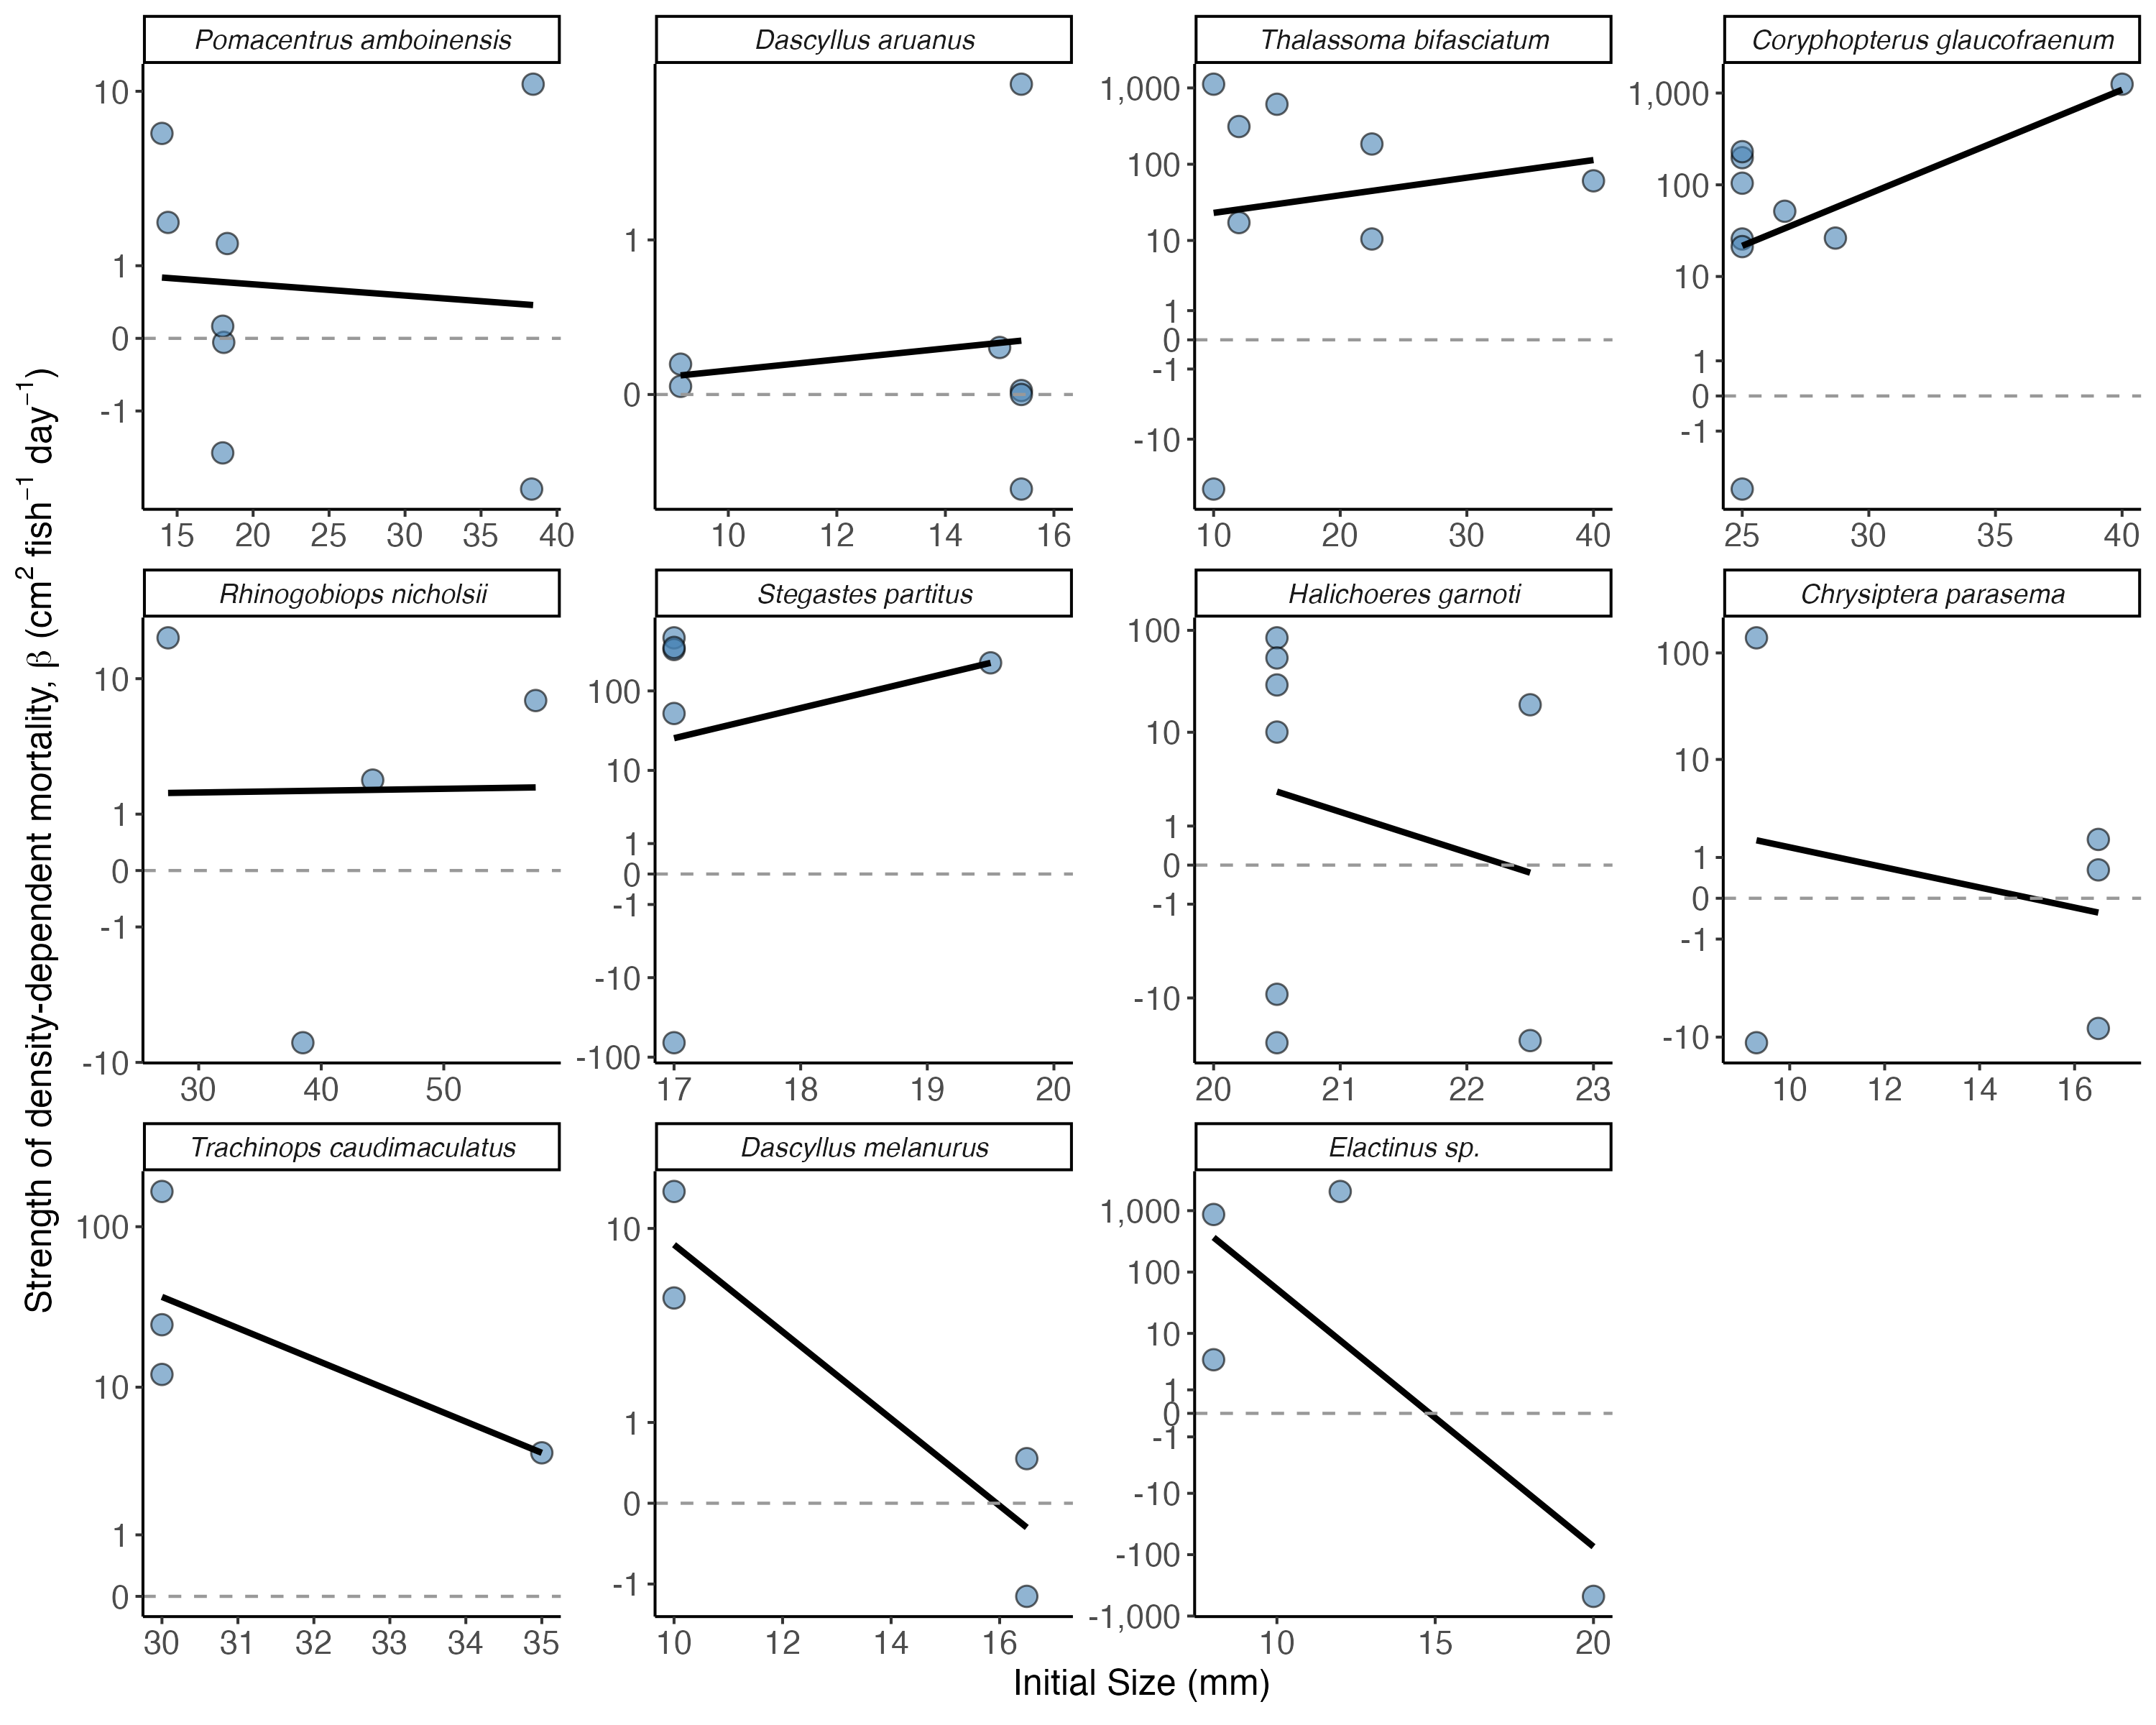 Pomacentrus amboinensis
Dascyllus aruanus
Thalassoma bifasciatum
Coryphopterus glaucofraenum
10
1
0
-1
15 20 25 30 35 40
1
0
10 12 14 16
1,000
100
10
1
0
-1
-10
10 20 30 40
1,000
100
10
1
0
-1
25 30 35 40
Strength of density-dependent mortality, β (cm² fish⁻¹ day⁻¹)
Rhinogobiops nicholsii
Stegastes partitus
Halichoeres garnoti
Chrysiptera parasema
10
1
0
-1
-10
30 40 50
100
10
1
0
-1
-10
-100
17 18 19 20
100
10
1
0
-1
-10
20 21 22 23
100
10
1
0
-1
-10
10 12 14 16
Trachinops caudimaculatus
Dascyllus melanurus
Elactinus sp.
100
10
1
0
30 31 32 33 34 35
10
1
0
-1
10 12 14 16
1,000
100
10
1
0
-1
-10
-100
-1,000
10 15 20
Initial Size (mm)